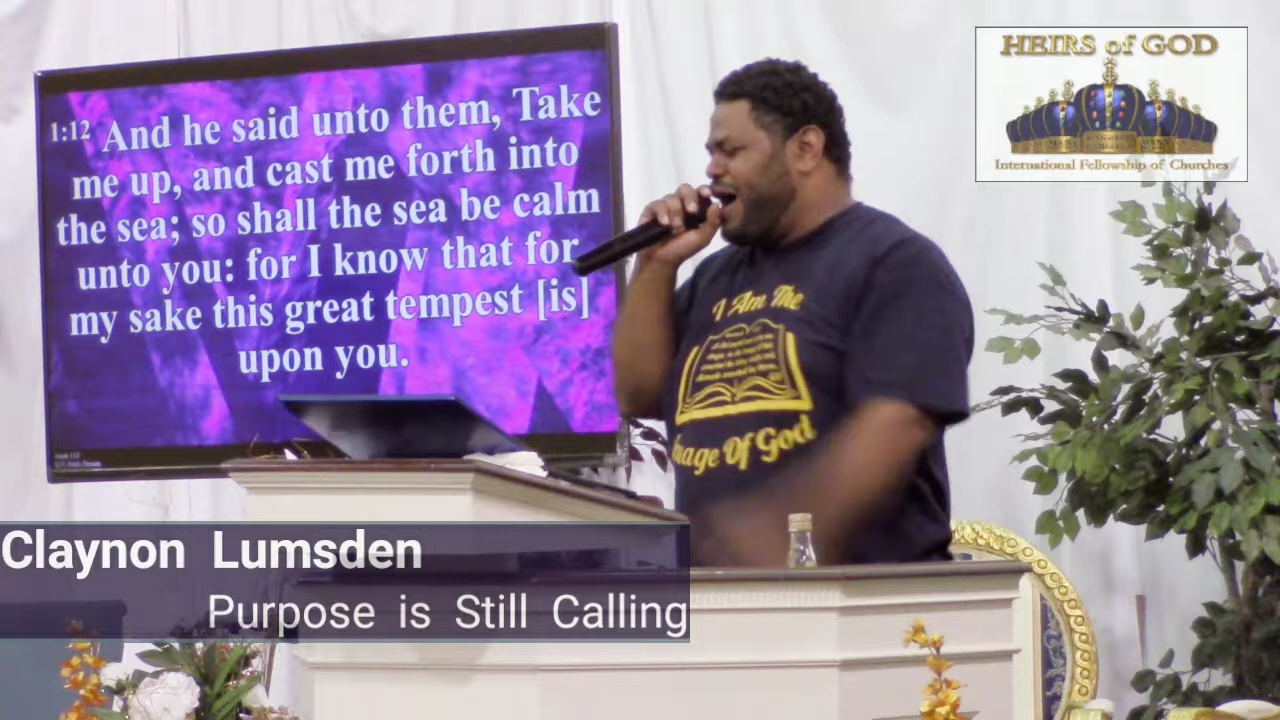 1:12 And he said unto them, Take
me up, and cast me forth into
the sea; so shall the sea be calm
unto you: for I know that for
my sake this great tempest [is]
upon you.
HEIRS of GOD
International Fellowship of Churches
I Am The
Image Of God
Claynon Lumsden
Purpose is Still Calling